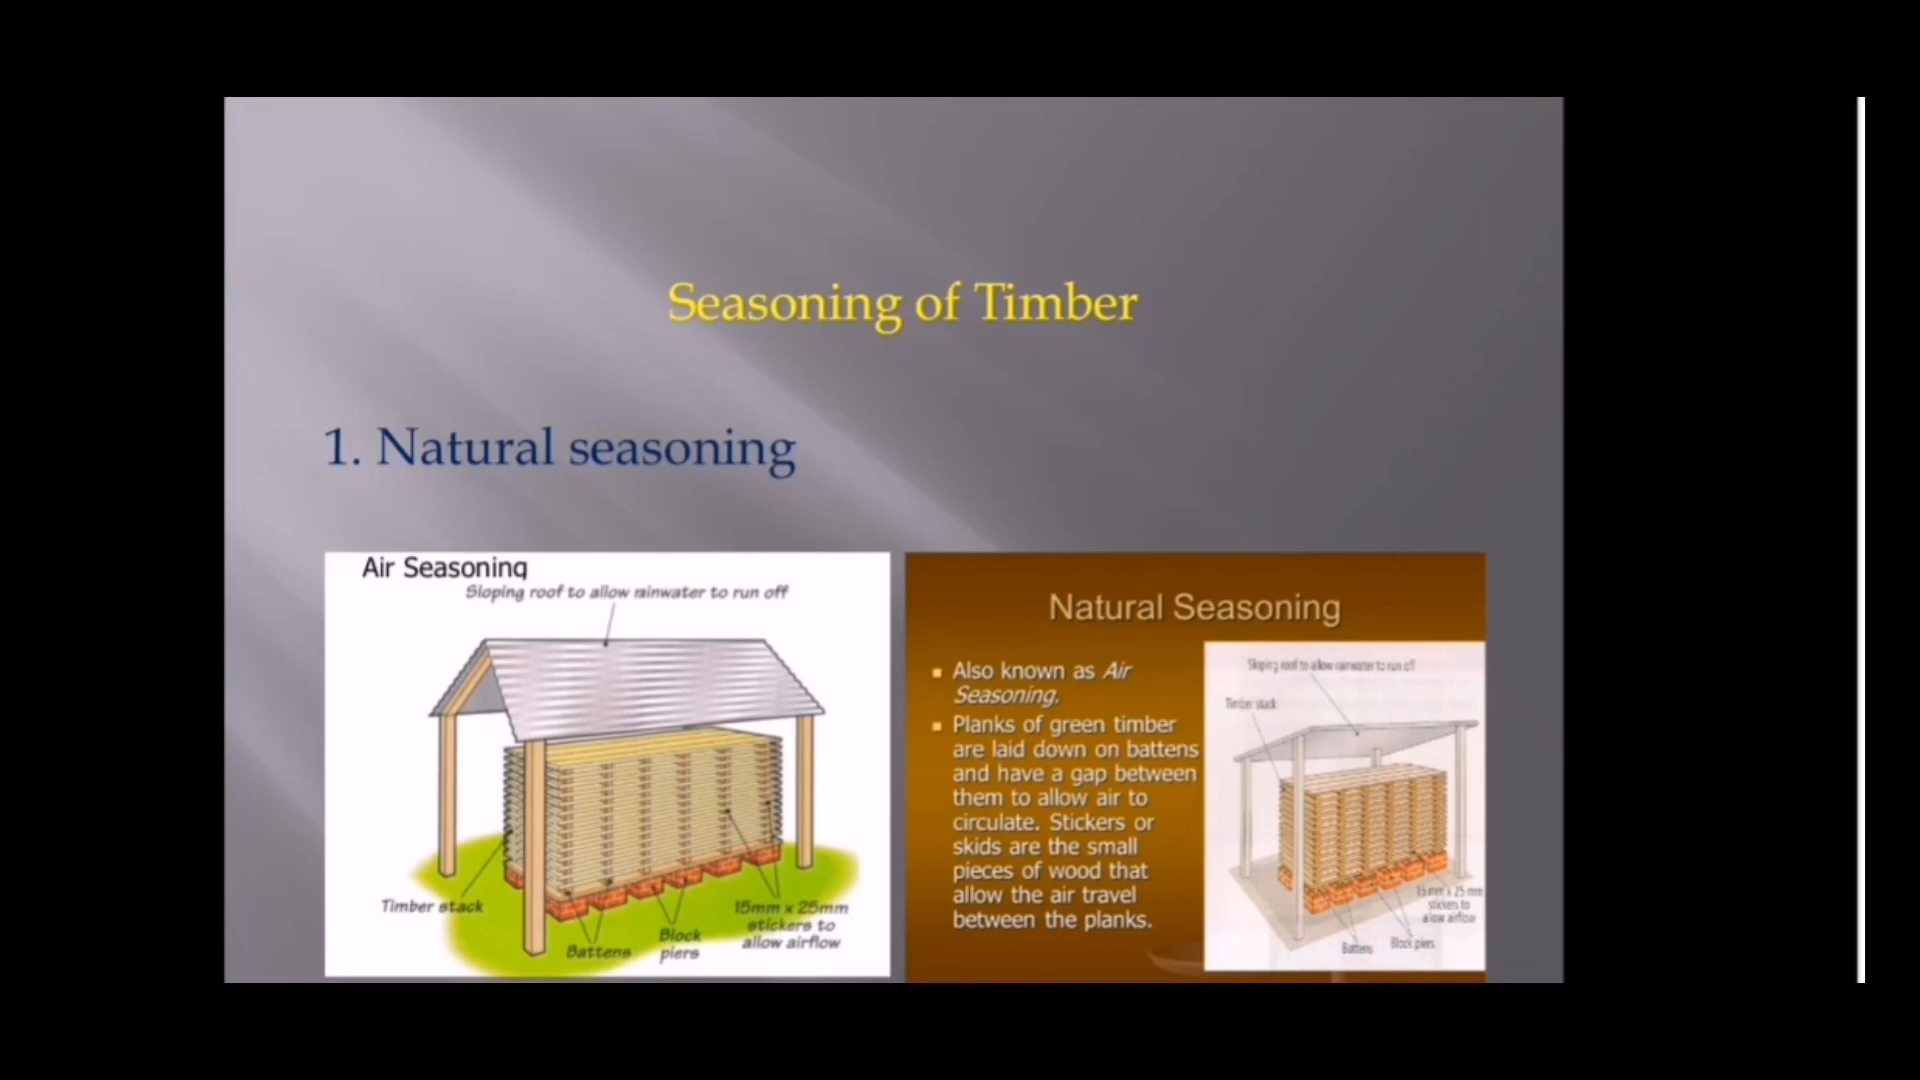 Seasoning of Timber
1. Natural seasoning
Air Seasoning
Sloping roof to allow rainwater to run off
Timber stack
Battens
Block
piers
15mm x 25mm
stickers to
allow airflow
Natural Seasoning
Also known as Air
Seasoning.
Planks of green timber
are laid down on battens
and have a gap between
them to allow air to
circulate. Stickers or
skids are the small
pieces of wood that
allow the air travel
between the planks.
Sloping roof to allow rainwater to run off
Timber stack
15 mm x 25 mm
stickers to
allow airflow
Battens
Block piers